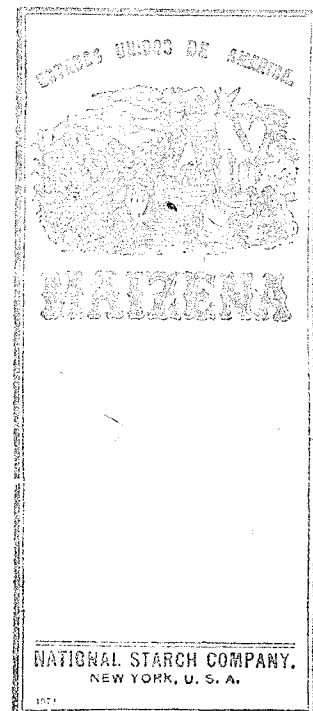 ESTADOS UNIDOS DE AMERICA
MAIZENA
NATIONAL STARCH COMPANY.
NEW YORK, U. S. A.